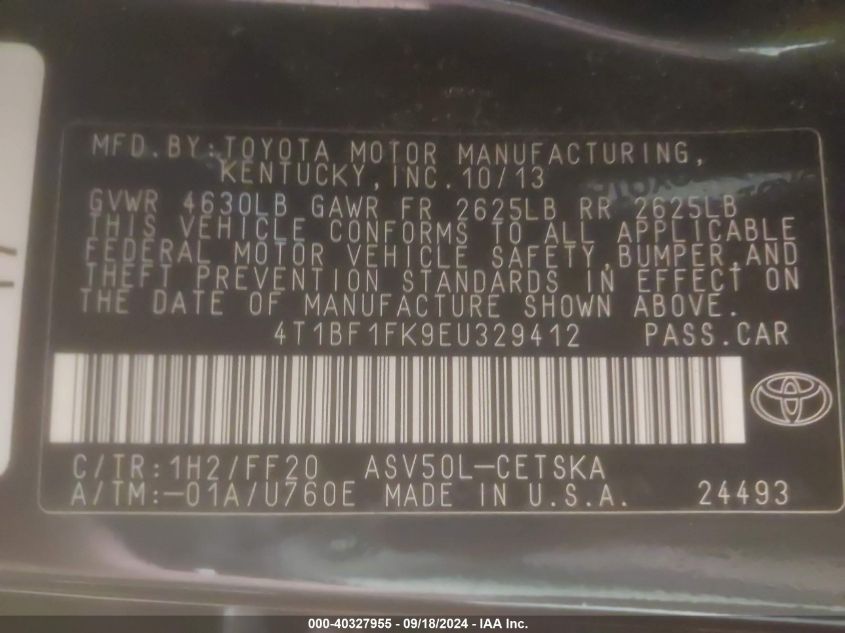 MFD.BY:TOYOTA MOTOR MANUFACTURING,
KENTUCKY,INC.10/13
GVWR 4630LB GAWR FR 2625LB RR 2625LB
THIS VEHICLE CONFORMS TO ALL APPLICABLE
FEDERAL MOTOR VEHICLE SAFETY,BUMPER,AND
THEFT PREVENTION STANDARDS IN EFFECT ON
THE DATE OF MANUFACTURE SHOWN ABOVE.
4T1BF1FK9EU329412 PASS.CAR
C/TR:1H2/FF20 ASV50L-CETSKA
A/TM:-01A/U760E MADE IN U.S.A. 24493
000-40327955 - 09/18/2024 - IAA Inc.